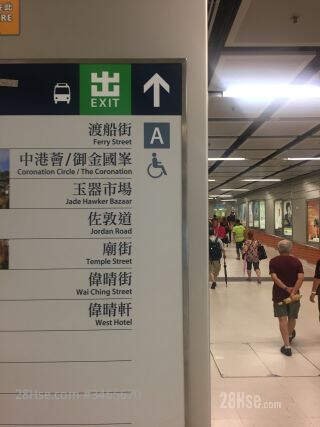 出
EXIT
渡船街
Ferry Street
A
中港薈/御金國峯
Coronation Circle / The Coronation
玉器市場
Jade Hawker Bazaar
佐敦道
Jordan Road
廟街
Temple Street
偉晴街
Wai Ching Street
偉晴軒
West Hotel
28Hse.com
28Hse.com